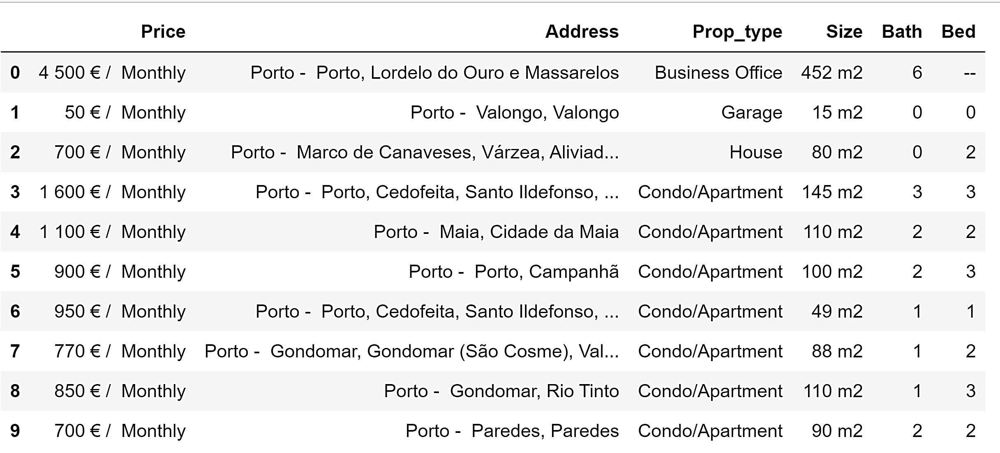 Price Address Prop_type Size Bath Bed
0 4 500 € /  Monthly Porto -  Porto, Lordelo do Ouro e Massarelos Business Office 452 m2 6 --
1 50 € /  Monthly Porto -  Valongo, Valongo Garage 15 m2 0 0
2 700 € /  Monthly Porto -  Marco de Canaveses, Várzea, Aliviad... House 80 m2 0 2
3 1 600 € /  Monthly Porto -  Porto, Cedofeita, Santo Ildefonso, ... Condo/Apartment 145 m2 3 3
4 1 100 € /  Monthly Porto -  Maia, Cidade da Maia Condo/Apartment 110 m2 2 2
5 900 € /  Monthly Porto -  Porto, Campanhã Condo/Apartment 100 m2 2 3
6 950 € /  Monthly Porto -  Porto, Cedofeita, Santo Ildefonso, ... Condo/Apartment 49 m2 1 1
7 770 € /  Monthly Porto -  Gondomar, Gondomar (São Cosme), Val... Condo/Apartment 88 m2 1 2
8 850 € /  Monthly Porto -  Gondomar, Rio Tinto Condo/Apartment 110 m2 1 3
9 700 € /  Monthly Porto -  Paredes, Paredes Condo/Apartment 90 m2 2 2